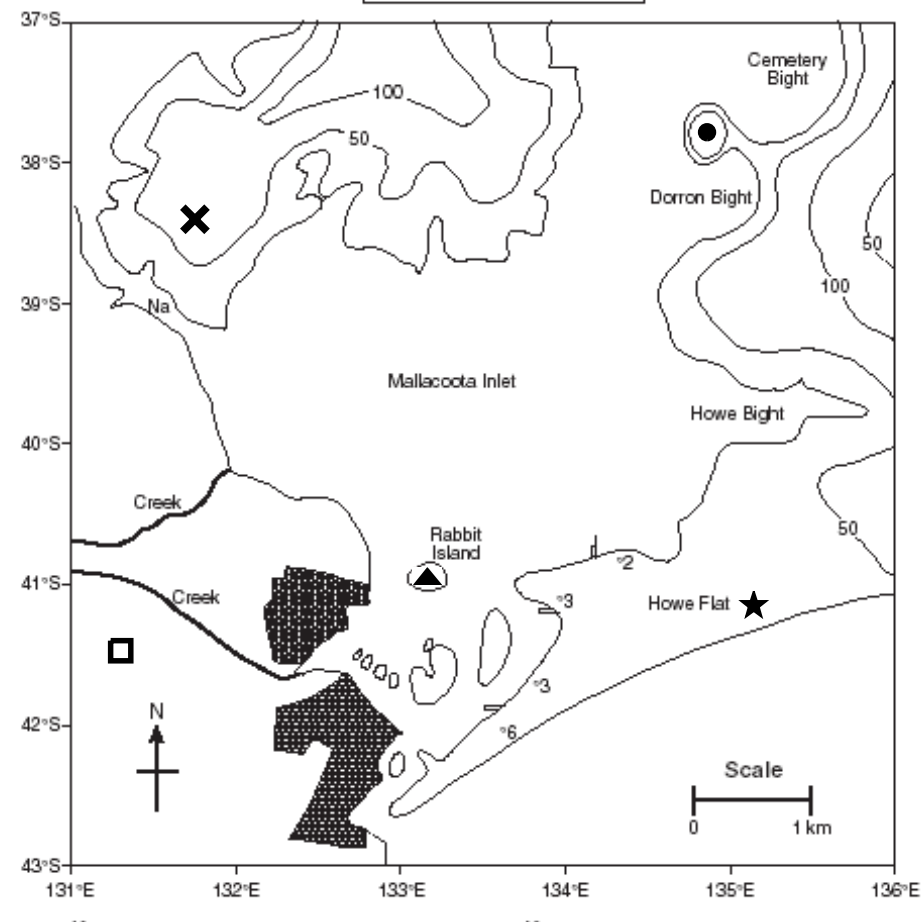 37°S
38°S
39°S
40°S
41°S
42°S
43°S
131°E
132°E
133°E
134°E
135°E
136°E
Cemetery
Bight
100
50
Dorron Bight
50
100
Na
Mallacoota Inlet
Howe Bight
Creek
50
Rabbit
Island
°2
Creek
°3
Howe Flat
°3
N
°6
Scale
0
1 km